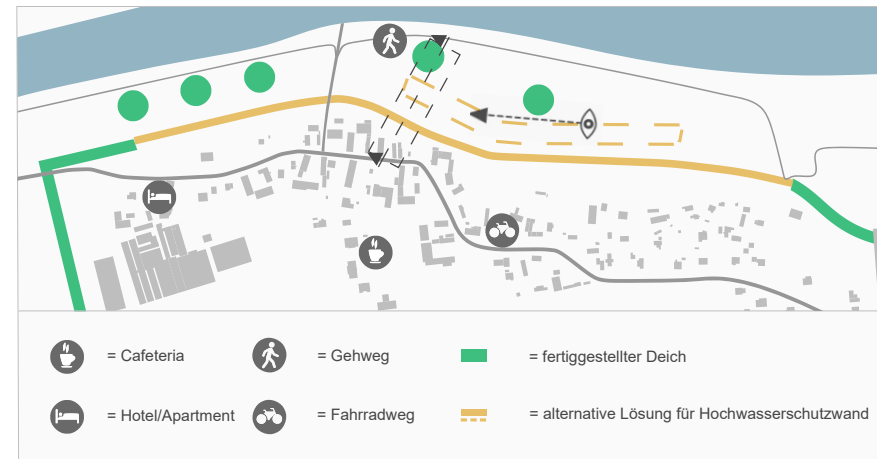 = Cafeteria
= Gehweg
= fertiggestellter Deich
= Hotel/Apartment
= Fahrradweg
= alternative Lösung für Hochwasserschutzwand